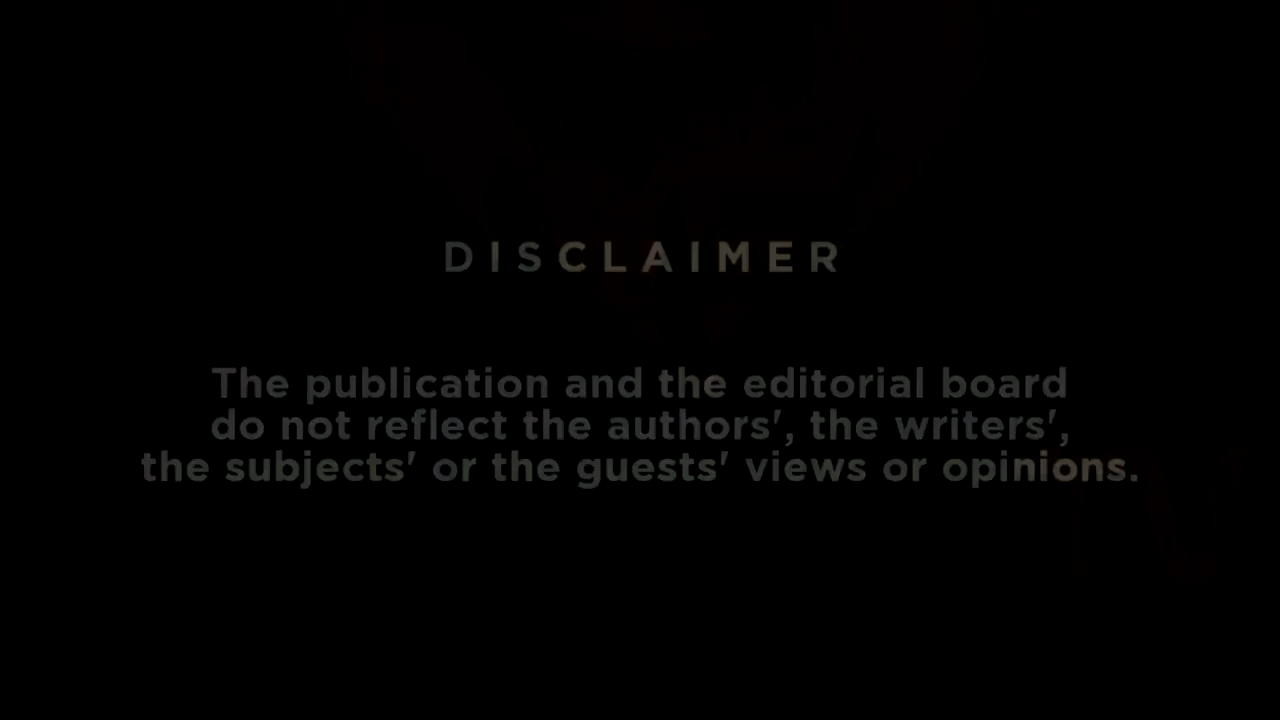 DISCLAIMER
The publication and the editorial board
do not reflect the authors', the writers',
the subjects' or the guests' views or opinions.